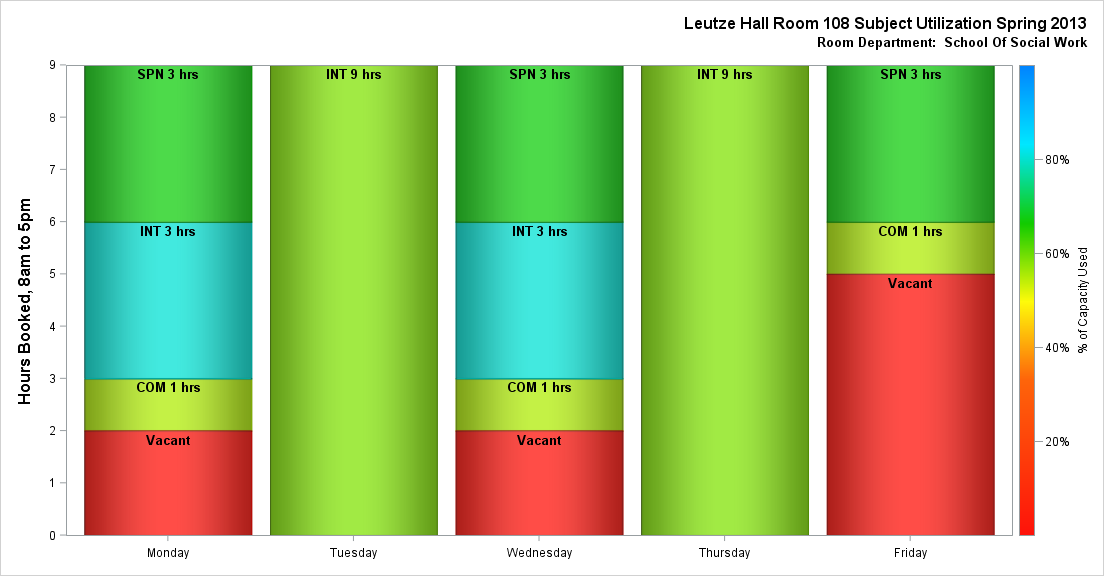 Leutze Hall Room 108 Subject Utilization Spring 2013
Room Department:  School Of Social Work
Hours Booked, 8am to 5pm
9
8
7
6
5
4
3
2
1
0
SPN 3 hrs
INT 3 hrs
COM 1 hrs
Vacant
INT 9 hrs
SPN 3 hrs
INT 3 hrs
COM 1 hrs
Vacant
INT 9 hrs
SPN 3 hrs
COM 1 hrs
Vacant
Monday
Tuesday
Wednesday
Thursday
Friday
80%
60%
40%
20%
% of Capacity Used